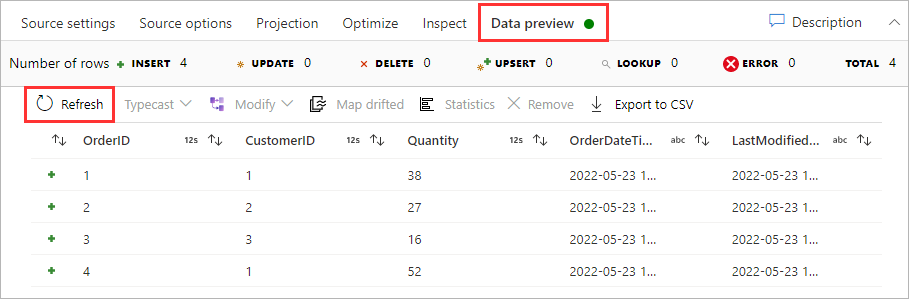 Source settings Source options Projection Optimize Inspect Data preview Description
Number of rows INSERT 4 UPDATE 0 DELETE 0 UPSERT 0 LOOKUP 0 ERROR 0 TOTAL 4
Refresh Typecast Modify Map drifted Statistics Remove Export to CSV
OrderID 12s CustomerID 12s Quantity 12s OrderDateTi... abc LastModified... abc
1 1 38 2022-05-23 1... 2022-05-23 1...
2 2 27 2022-05-23 1... 2022-05-23 1...
3 3 16 2022-05-23 1... 2022-05-23 1...
4 1 52 2022-05-23 1... 2022-05-23 1...